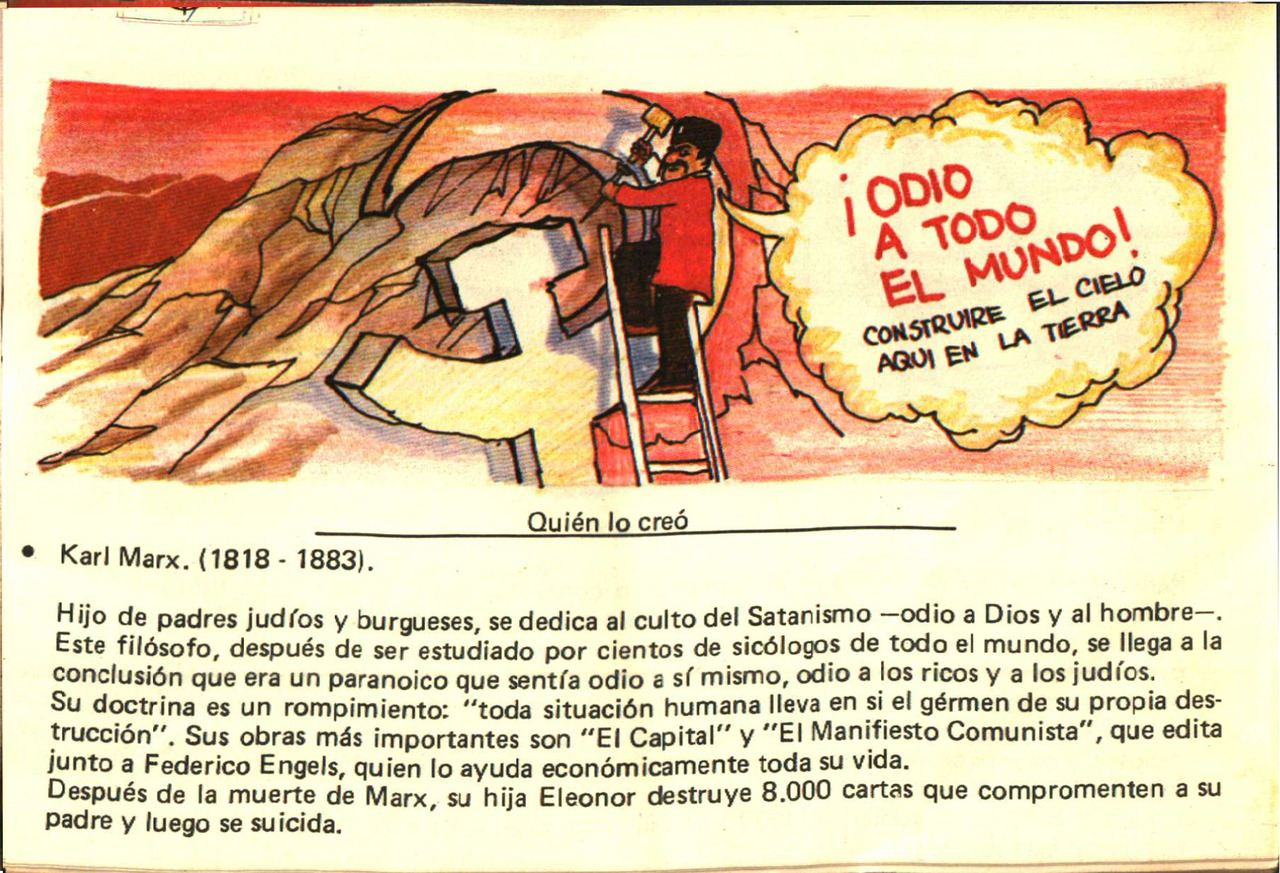 ¡ODIO
A TODO
EL MUNDO!
CONSTRUIRE EL CIELO
AQUI EN LA TIERRA
Quién lo creó
• Karl Marx. (1818 - 1883).
Hijo de padres judíos y burgueses, se dedica al culto del Satanismo —odio a Dios y al hombre—.
Este filósofo, después de ser estudiado por cientos de sicólogos de todo el mundo, se llega a la
conclusión que era un paranoico que sentía odio a sí mismo, odio a los ricos y a los judíos.
Su doctrina es un rompimiento: “toda situación humana lleva en si el gérmen de su propia des-
trucción”. Sus obras más importantes son “El Capital” y “El Manifiesto Comunista”, que edita
junto a Federico Engels, quien lo ayuda económicamente toda su vida.
Después de la muerte de Marx, su hija Eleonor destruye 8.000 cartas que compromenten a su
padre y luego se suicida.